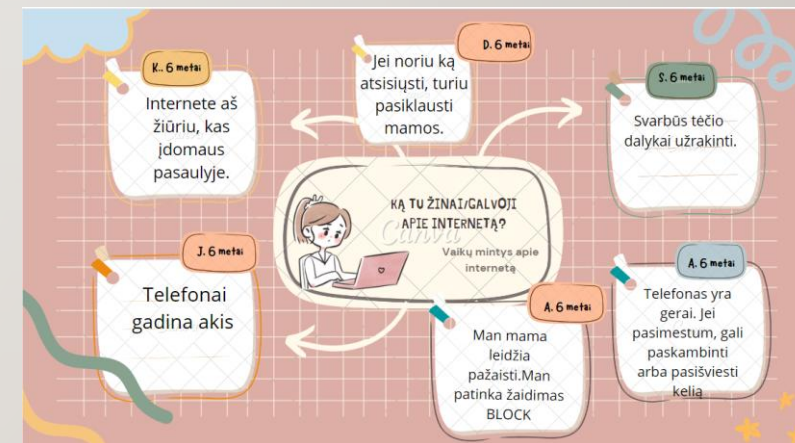 K.. 6 metai
Internete aš
žiūriu, kas
įdomaus
pasaulyje.
D. 6 metai
Jei noriu ką
atsisiųsti, turiu
pasiklausti
mamos.
S. 6 metai
Svarbūs tėčio
dalykai užrakinti.
KĄ TU ŽINAI/GALVOJI
APIE INTERNETĄ?
Canva
Vaikų mintys apie
internetą
J. 6 metai
Telefonai
gadina akis
A. 6 metai
Man mama
leidžia
pažaisti.Man
patinka žaidimas
BLOCK
A. 6 metai
Telefonas yra
gerai. Jei
pasimestum, gali
paskambinti
arba pasišviesti
kelią